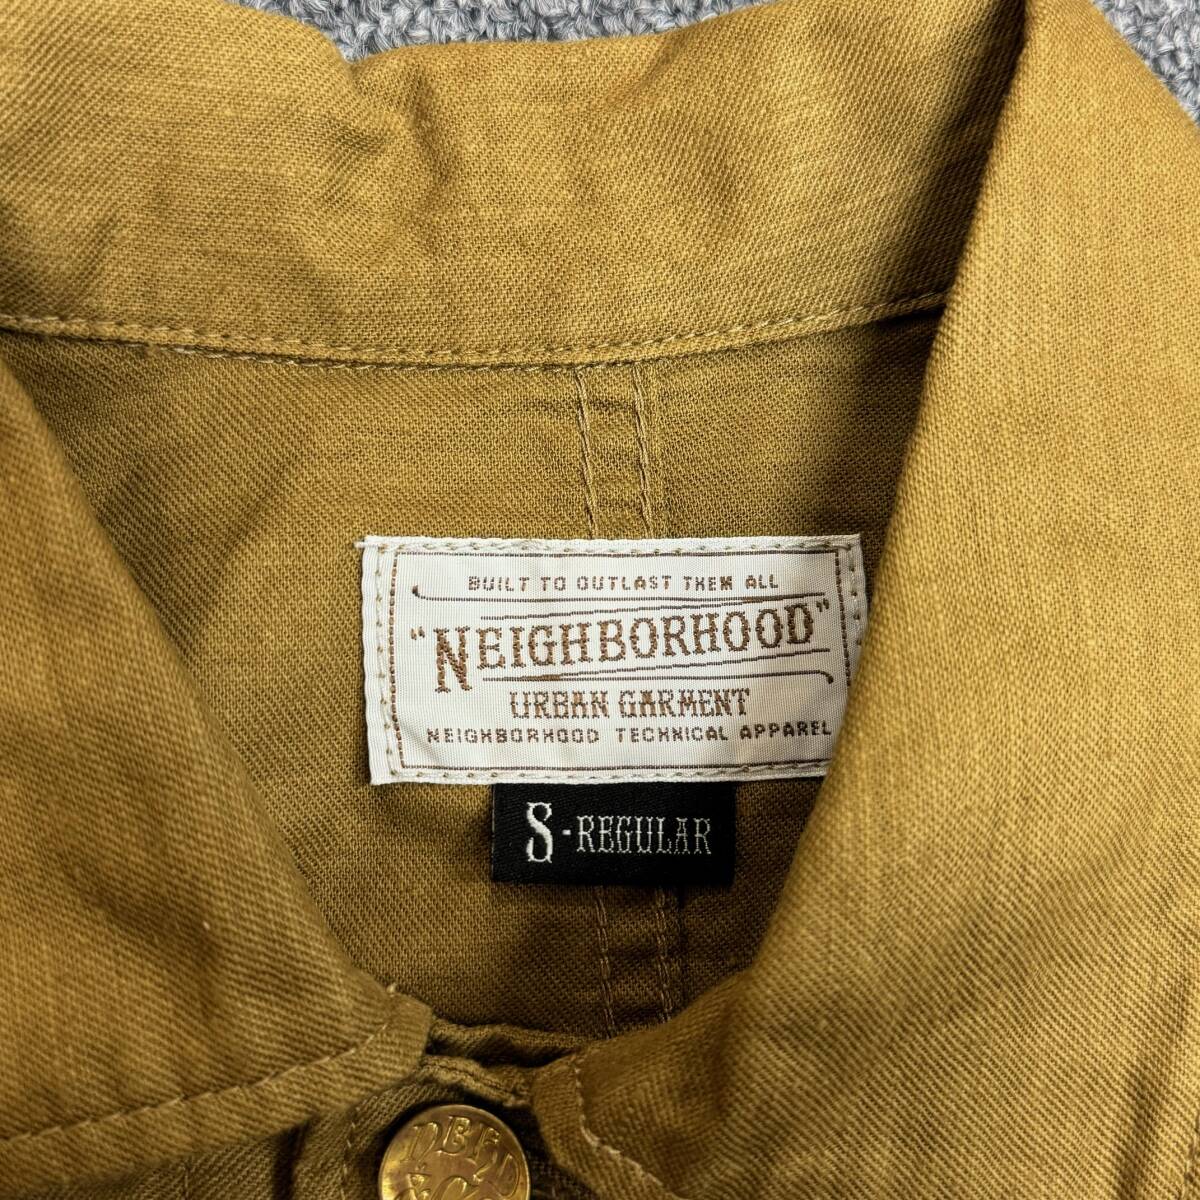 BUILT TO OUTLAST THEM ALL
"NEIGHBORHOOD"
URBAN GARMENT
NEIGHBORHOOD TECHNICAL APPAREL
S-REGULAR